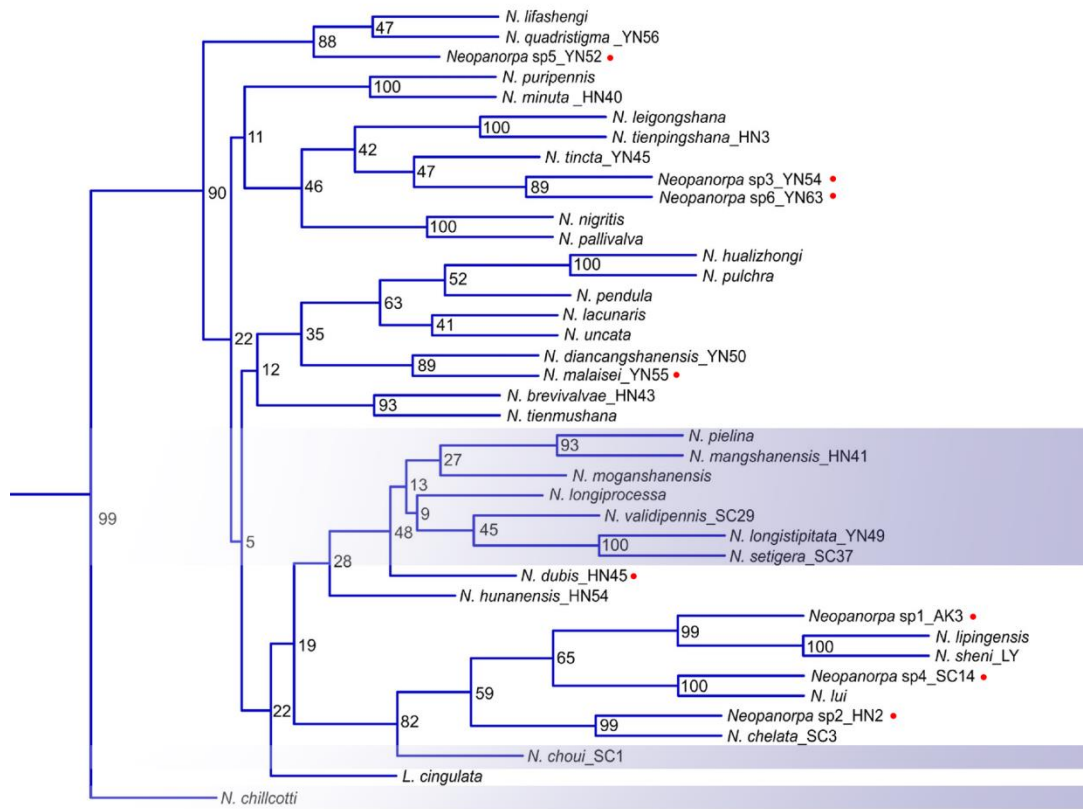 N. lifashengi
47
N. quadristigma _YN56
88
Neopanorpa sp5_YN52
N. puripennis
100
N. minuta _HN40
N. leigongshana
11
100
N. tienpingshana_HN3
42
N. tincta_YN45
47
Neopanorpa sp3_YN54
46
89
90
Neopanorpa sp6_YN63
N. nigritis
100
N. pallivalva
N. hualizhongi
100
52
N. pulchra
63
N. pendula
N. lacunaris
35
41
22
N. uncata
N. diancangshanensis_YN50
12
89
N. malaisei_YN55
N. brevivalvae_HN43
93
N. tienmushana
N. pielina
93
27
N. mangshanensis_HN41
13
N. moganshanensis
N. longiprocessa
9
99
N. validipennis_SC29
48
45
N. longistipitata_YN49
5
100
N. setigera_SC37
28
N. dubis_HN45
N. hunanensis_HN54
Neopanorpa sp1_AK3
99
19
N. lipingensis
100
65
N. sheni_LY
Neopanorpa sp4_SC14
59
100
N. lui
22
Neopanorpa sp2_HN2
82
99
N. chelata_SC3
N. choui_SC1
L. cingulata
N. chillcotti